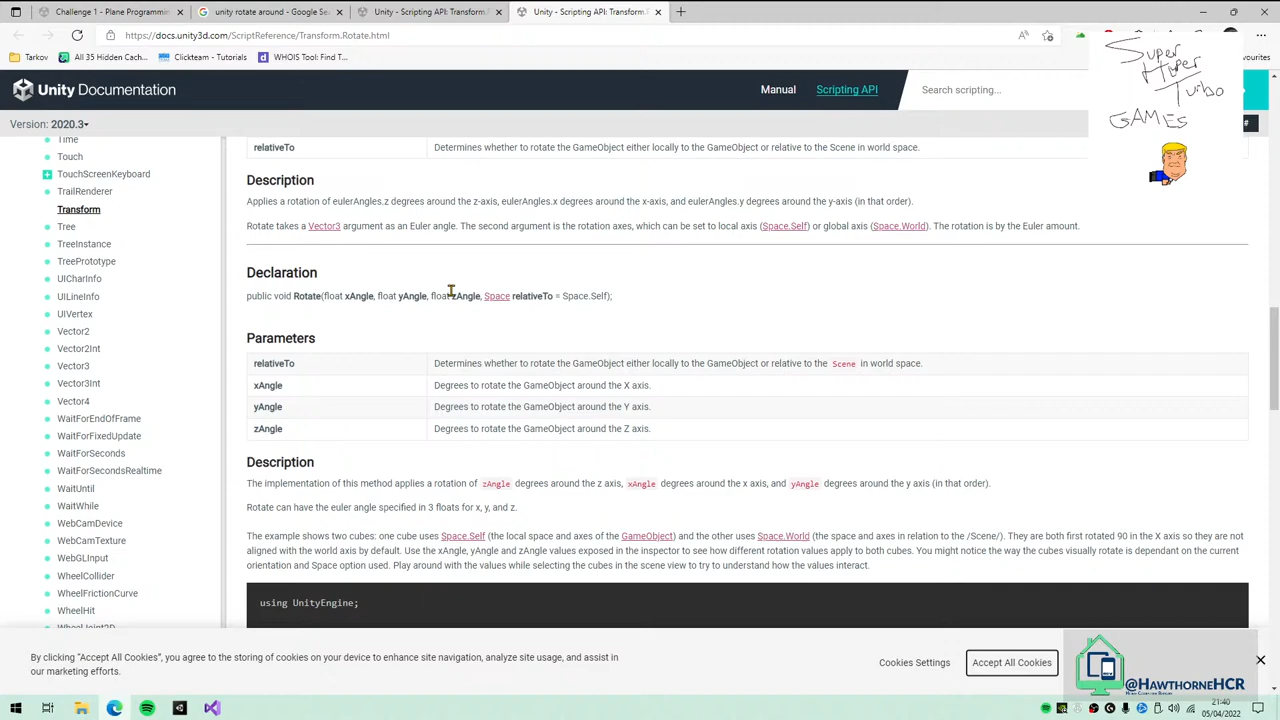 Challenge 1 - Plane Programmin
unity rotate around - Google Se
Unity - Scripting API: Transform.R
Unity - Scripting API: Transform.R
https://docs.unity3d.com/ScriptReference/Transform.Rotate.html
Tarkov
All 35 Hidden Cach...
Clickteam - Tutorials
WHOIS Tool: Find T...
avourites
Super
Hyper
Turbo
GAMES
Unity Documentation
Manual
Scripting API
Search scripting...
#
Version: 2020.3
Time
Touch
TouchScreenKeyboard
TrailRenderer
Transform
Tree
TreeInstance
TreePrototype
UICharInfo
UILineInfo
UIVertex
Vector2
Vector2Int
Vector3
Vector3Int
Vector4
WaitForEndOfFrame
WaitForFixedUpdate
WaitForSeconds
WaitForSecondsRealtime
WaitUntil
WaitWhile
WebCamDevice
WebCamTexture
WebGLInput
WheelCollider
WheelFrictionCurve
WheelHit
WheelJoint2D
relativeTo Determines whether to rotate the GameObject either locally to the GameObject or relative to the Scene in world space.
Description
Applies a rotation of eulerAngles.z degrees around the z-axis, eulerAngles.x degrees around the x-axis, and eulerAngles.y degrees around the y-axis (in that order).
Rotate takes a Vector3 argument as an Euler angle. The second argument is the rotation axes, which can be set to local axis (Space.Self) or global axis (Space.World). The rotation is by the Euler amount.
Declaration
public void Rotate(float xAngle, float yAngle, float zAngle, Space relativeTo = Space.Self);
Parameters
relativeTo Determines whether to rotate the GameObject either locally to the GameObject or relative to the Scene in world space.
xAngle Degrees to rotate the GameObject around the X axis.
yAngle Degrees to rotate the GameObject around the Y axis.
zAngle Degrees to rotate the GameObject around the Z axis.
Description
The implementation of this method applies a rotation of zAngle degrees around the z axis, xAngle degrees around the x axis, and yAngle degrees around the y axis (in that order).
Rotate can have the euler angle specified in 3 floats for x, y, and z.
The example shows two cubes: one cube uses Space.Self (the local space and axes of the GameObject) and the other uses Space.World (the space and axes in relation to the /Scene/). They are both first rotated 90 in the X axis so they are not
aligned with the world axis by default. Use the xAngle, yAngle and zAngle values exposed in the inspector to see how different rotation values apply to both cubes. You might notice the way the cubes visually rotate is dependant on the current
orientation and Space option used. Play around with the values while selecting the cubes in the scene view to try to understand how the values interact.
using UnityEngine;
By clicking "Accept All Cookies", you agree to the storing of cookies on your device to enhance site navigation, analyze site usage, and assist in
our marketing efforts.
Cookies Settings
Accept All Cookies
@HawthorneHCR
21:40
05/04/2022